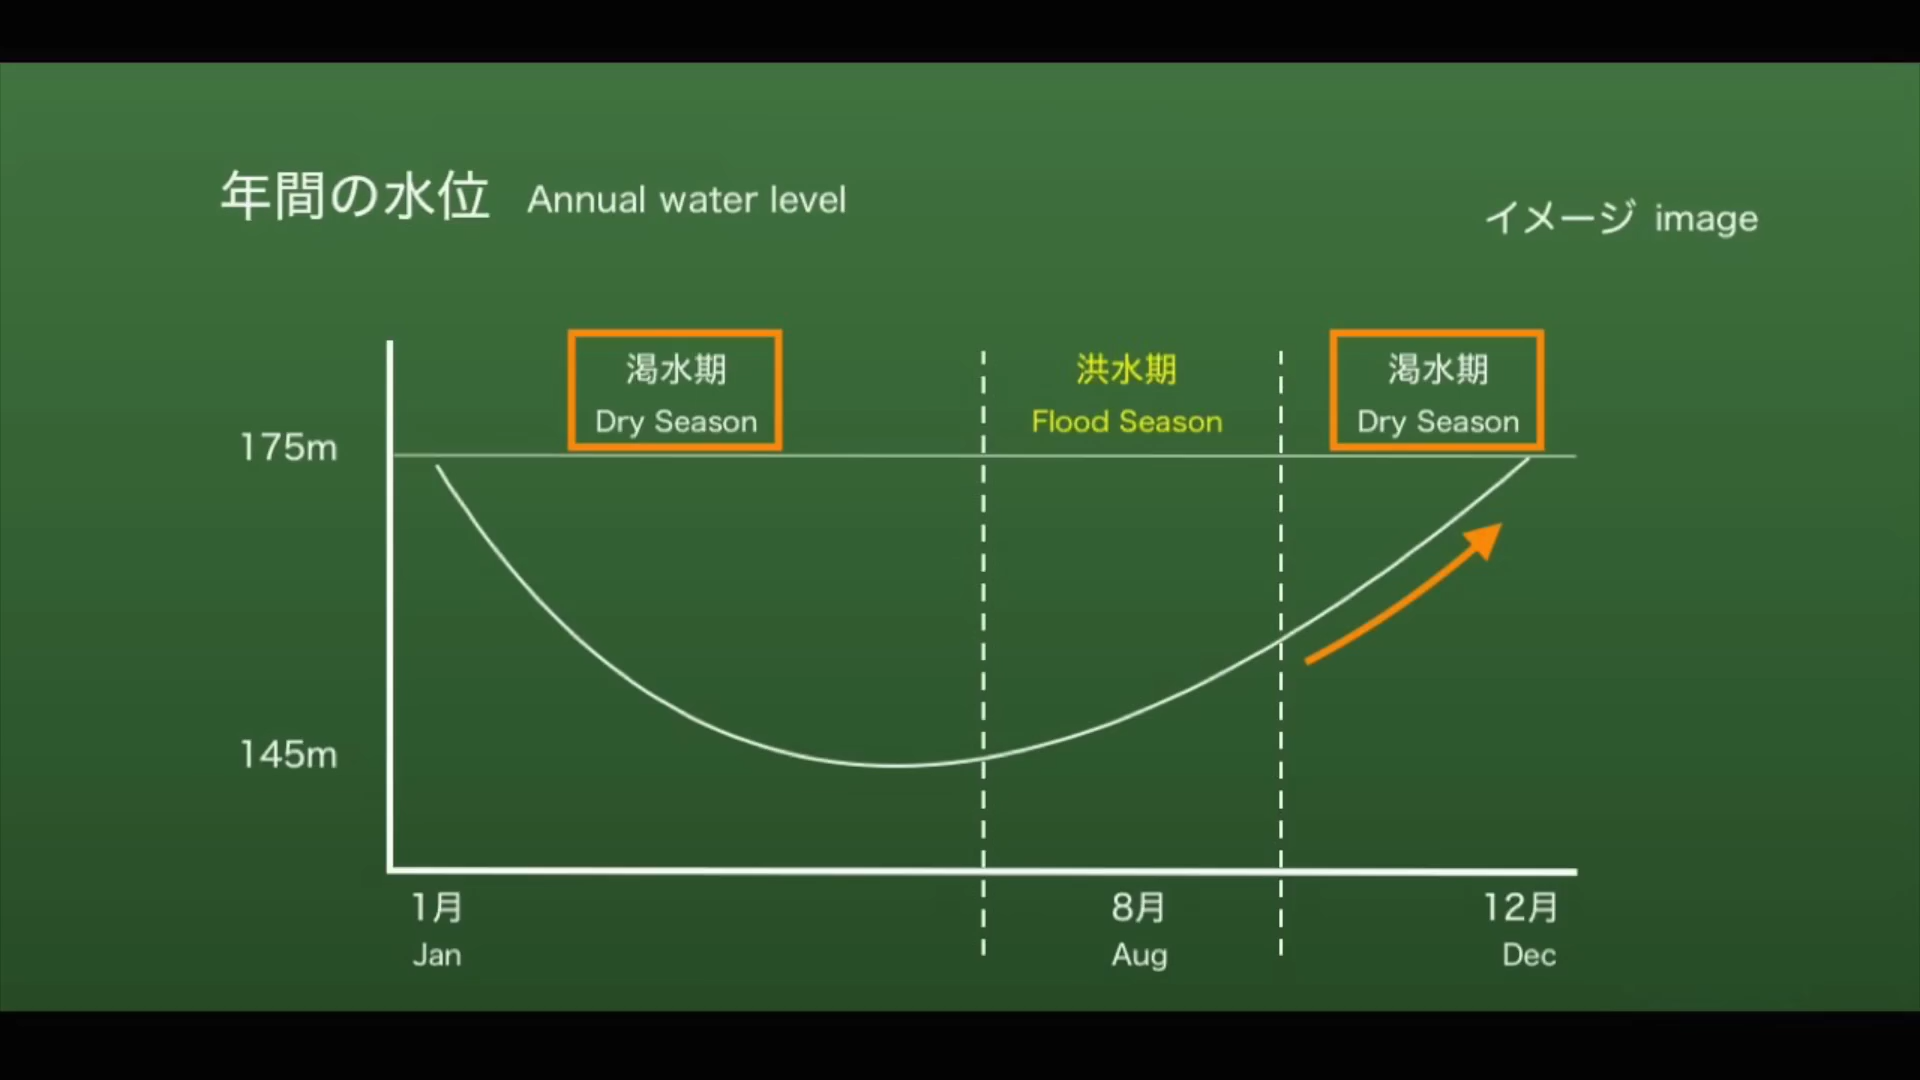 年間の水位 Annual water level
イメージ image
渇水期
Dry Season
洪水期
Flood Season
渇水期
Dry Season
175m
145m
1月
Jan
8月
Aug
12月
Dec